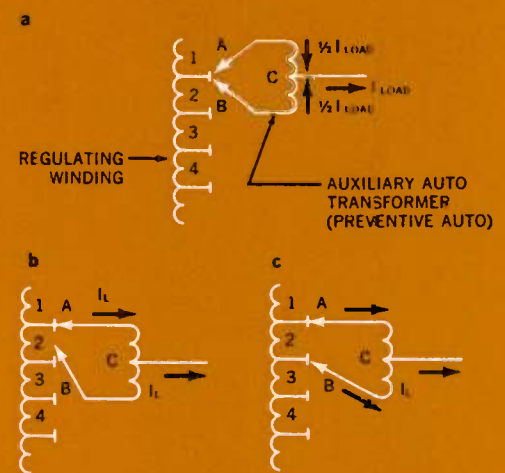 a
A
½ I LOAD
1
C
I LOAD
2
B
½ I LOAD
3
REGULATING
WINDING
4
AUXILIARY AUTO
TRANSFORMER
(PREVENTIVE AUTO)
b
1 A IL
2
C
3
B
4
IL
c
1 A
2
C
3
B
IL
4